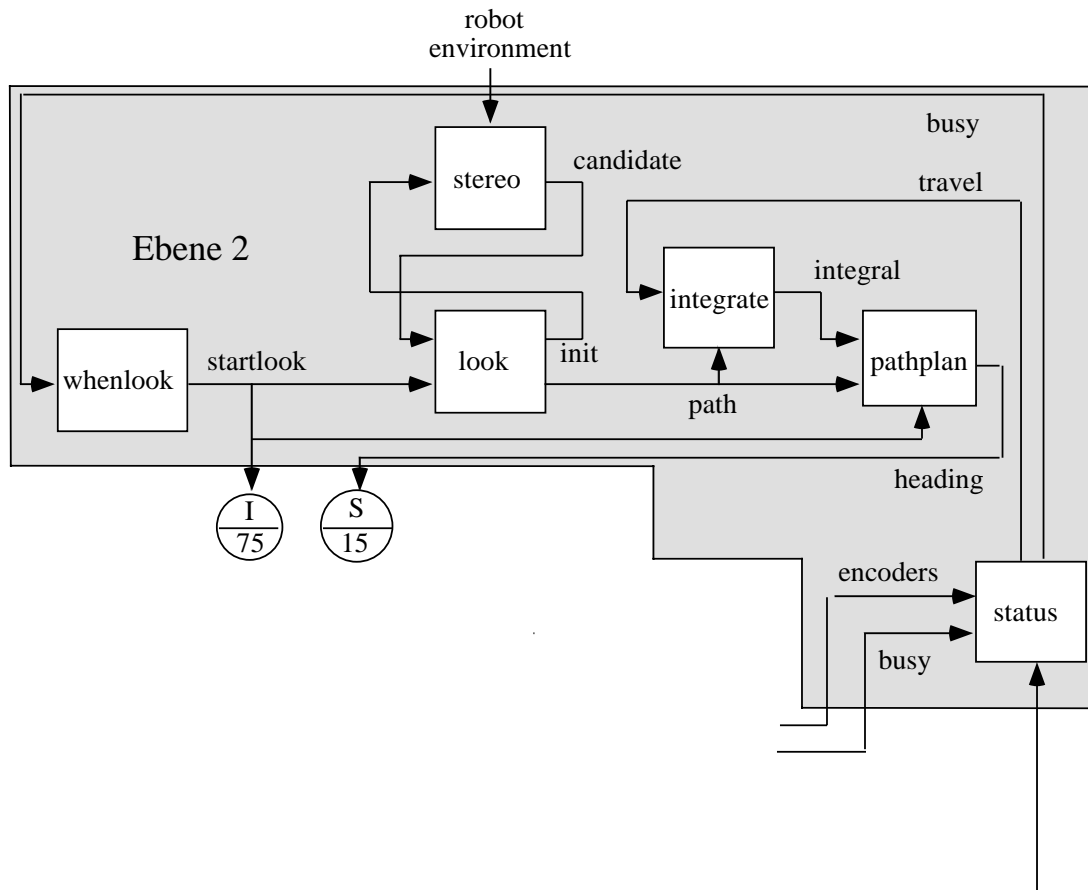 robot
environment
busy
candidate
stereo
travel
Ebene 2
integral
integrate
startlook
look
init
pathplan
whenlook
path
heading
I
75
S
15
encoders
status
busy